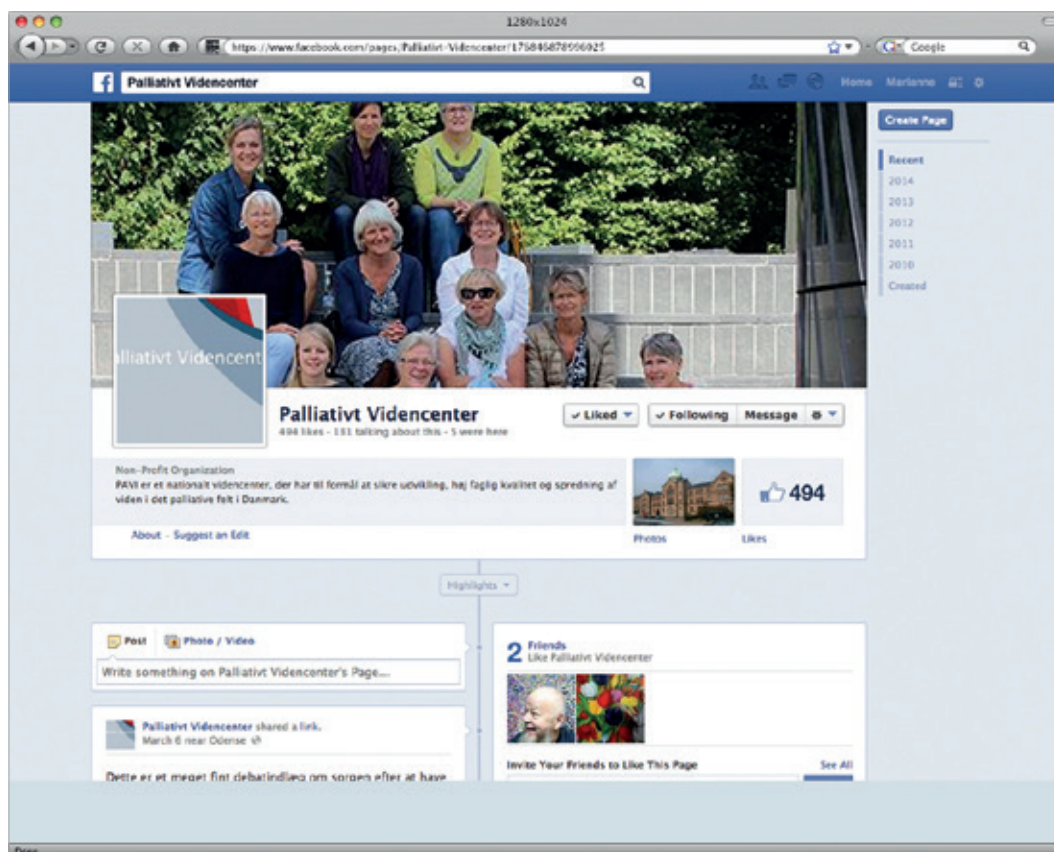 1280x1024
https://www.facebook.com/pages/Palliativt-Videncenter/176846878996025
Google
Palliativt Videncenter
Home Marianne
Create Page
Recent
2014
2013
2012
2011
2010
Created
alliativt Videncent
Palliativt Videncenter
494 likes - 131 talking about this - 5 were here
Liked
Following Message
Non-Profit Organization
PAVI er et nationalt videncenter, der har til formål at sikre udvikling, høj faglig kvalitet og spredning af
viden i det palliative felt i Danmark.
494
About - Suggest an Edit
Photos
Likes
Highlights
Post Photo / Video
Write something on Palliativt Videncenter's Page...
Palliativt Videncenter shared a link.
March 6 near Odense
Dette er et meget fint debatindlæg om sorgen efter at have
2 Friends
Like Palliativt Videncenter
Invite Your Friends to Like This Page See All
Done